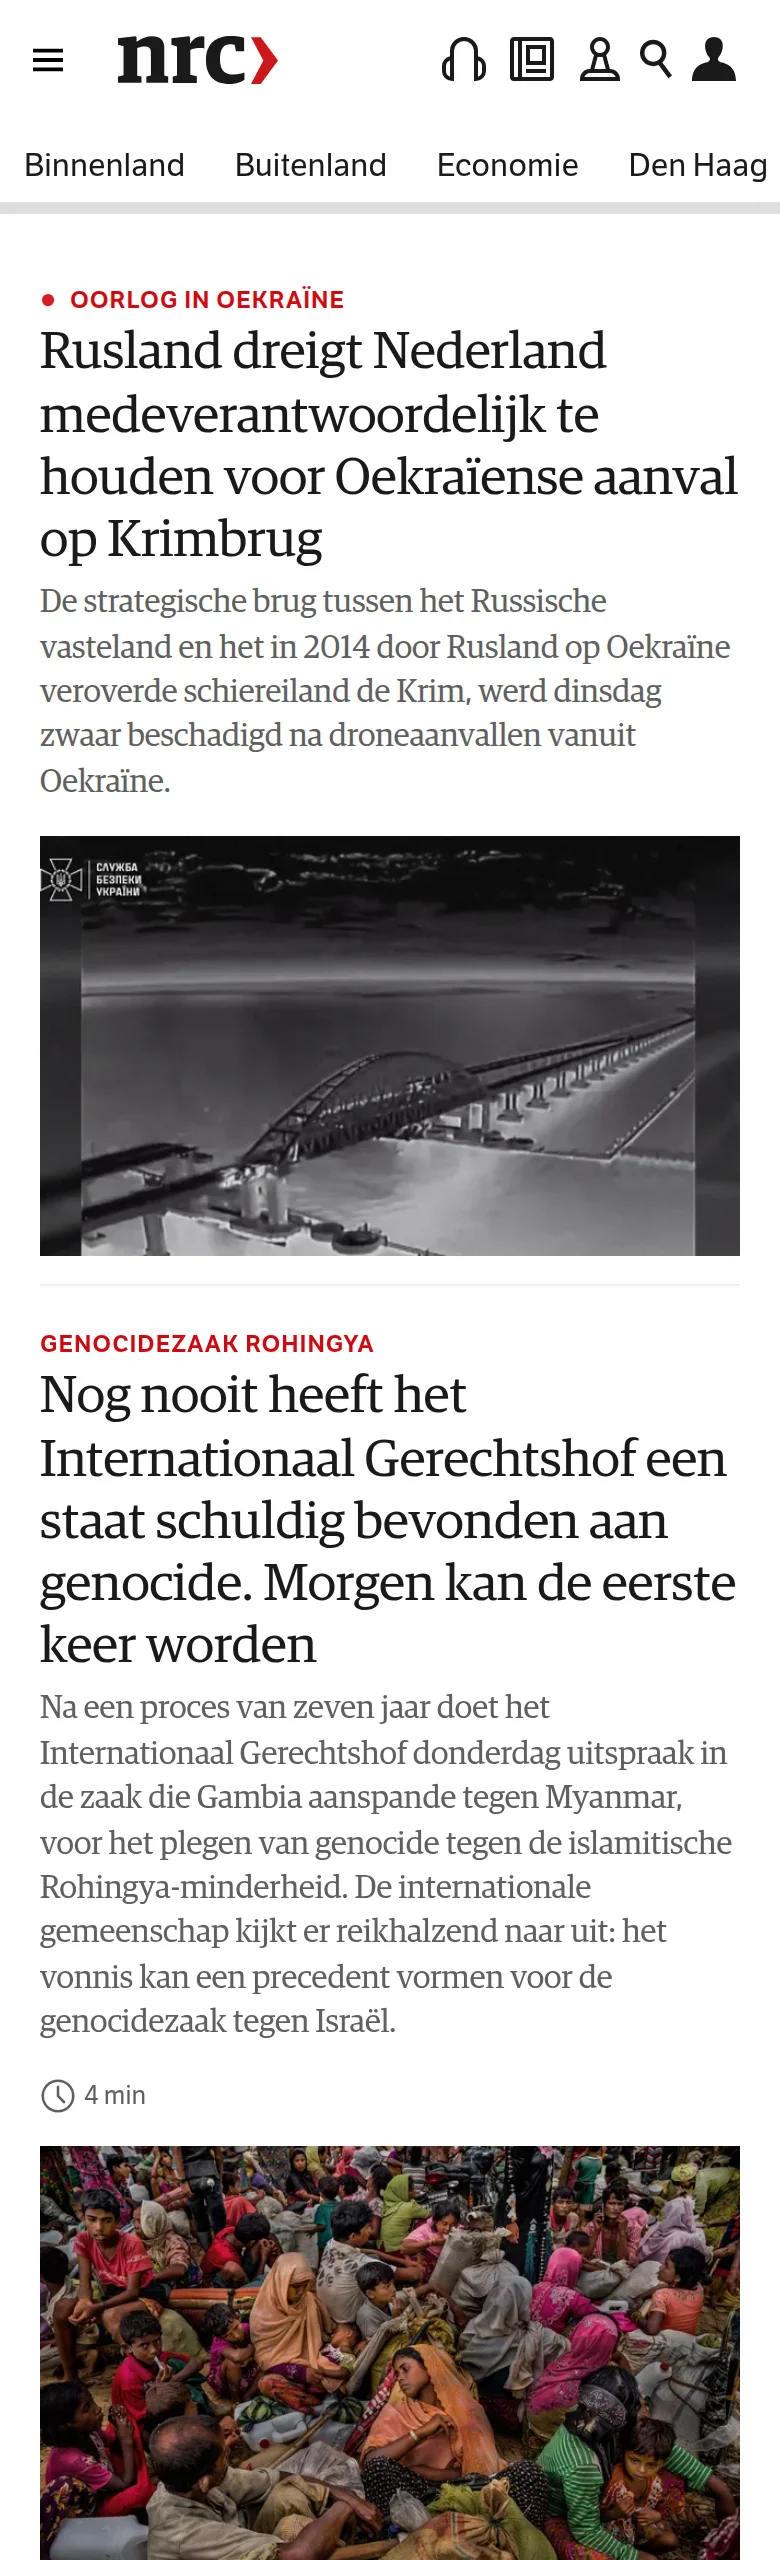 nrc
Binnenland Buitenland Economie Den Haag
OORLOG IN OEKRAÏNE
Rusland dreigt Nederland
medeverantwoordelijk te
houden voor Oekraïense aanval
op Krimbrug
De strategische brug tussen het Russische
vasteland en het in 2014 door Rusland op Oekraïne
veroverde schiereiland de Krim, werd dinsdag
zwaar beschadigd na droneaanvallen vanuit
Oekraïne.
СЛУЖБА
БЕЗПЕКИ
УКРАЇНИ
GENOCIDEZAAK ROHINGYA
Nog nooit heeft het
Internationaal Gerechtshof een
staat schuldig bevonden aan
genocide. Morgen kan de eerste
keer worden
Na een proces van zeven jaar doet het
Internationaal Gerechtshof donderdag uitspraak in
de zaak die Gambia aanspande tegen Myanmar,
voor het plegen van genocide tegen de islamitische
Rohingya-minderheid. De internationale
gemeenschap kijkt er reikhalzend naar uit: het
vonnis kan een precedent vormen voor de
genocidezaak tegen Israël.
4 min